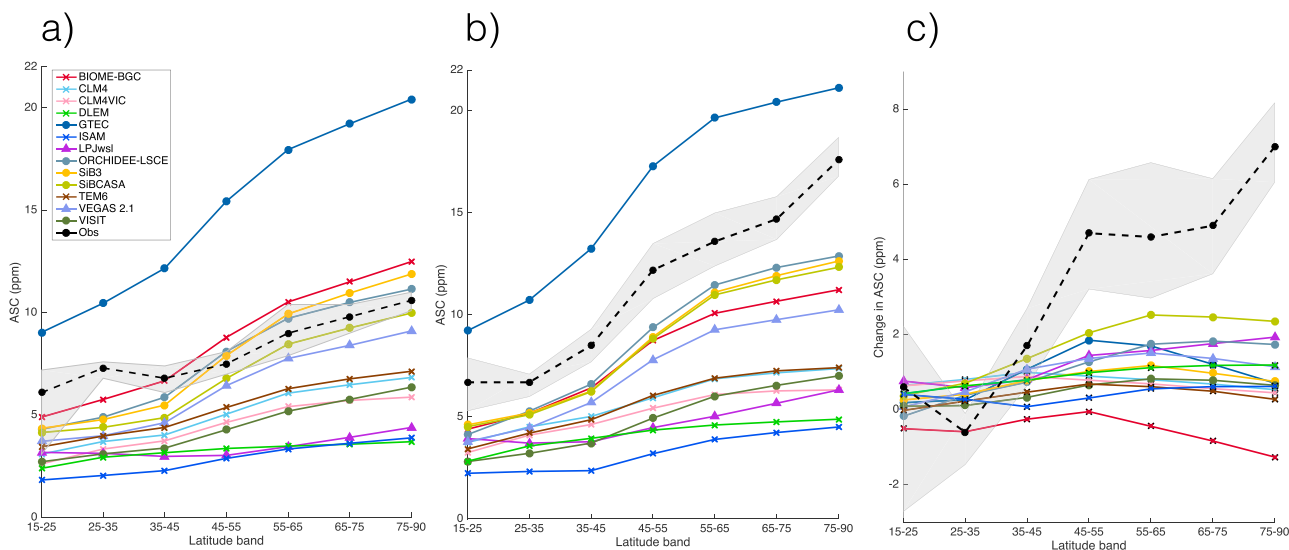 a)
b)
c)
22
20
15
10
5
0
ASC (ppm)
BIOME-BGC
CLM4
CLM4VIC
DLEM
GTEC
ISAM
LPJwsl
ORCHIDEE-LSCE
SiB3
SiBCASA
TEM6
VEGAS 2.1
VISIT
Obs
15-25 25-35 35-45 45-55 55-65 65-75 75-90
Latitude band
22
20
15
10
5
0
ASC (ppm)
15-25 25-35 35-45 45-55 55-65 65-75 75-90
Latitude band
8
6
4
2
0
-2
Change in ASC (ppm)
15-25 25-35 35-45 45-55 55-65 65-75 75-90
Latitude band